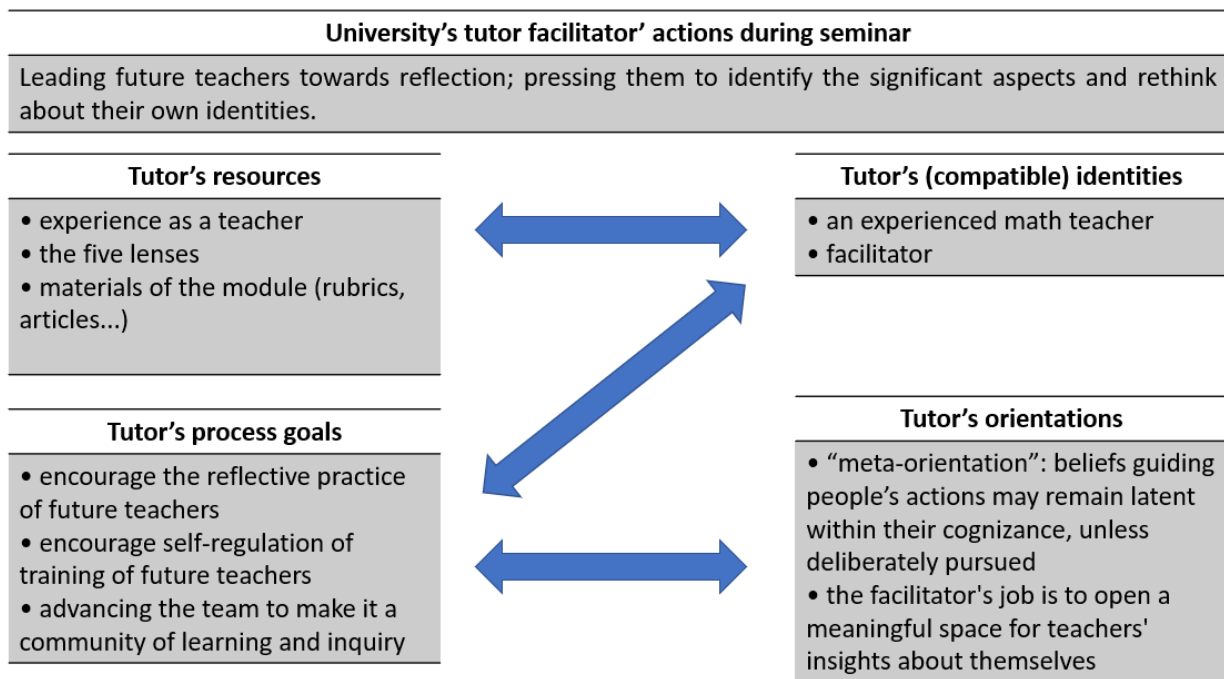 University’s tutor facilitator’ actions during seminar
Leading future teachers towards reflection; pressing them to identify the significant aspects and rethink
about their own identities.
Tutor’s resources
• experience as a teacher
• the five lenses
• materials of the module (rubrics,
articles...)
Tutor’s (compatible) identities
• an experienced math teacher
• facilitator
Tutor’s process goals
• encourage the reflective practice
of future teachers
• encourage self-regulation of
training of future teachers
• advancing the team to make it a
community of learning and inquiry
Tutor’s orientations
• “meta-orientation”: beliefs guiding
people’s actions may remain latent
within their cognizance, unless
deliberately pursued
• the facilitator's job is to open a
meaningful space for teachers'
insights about themselves